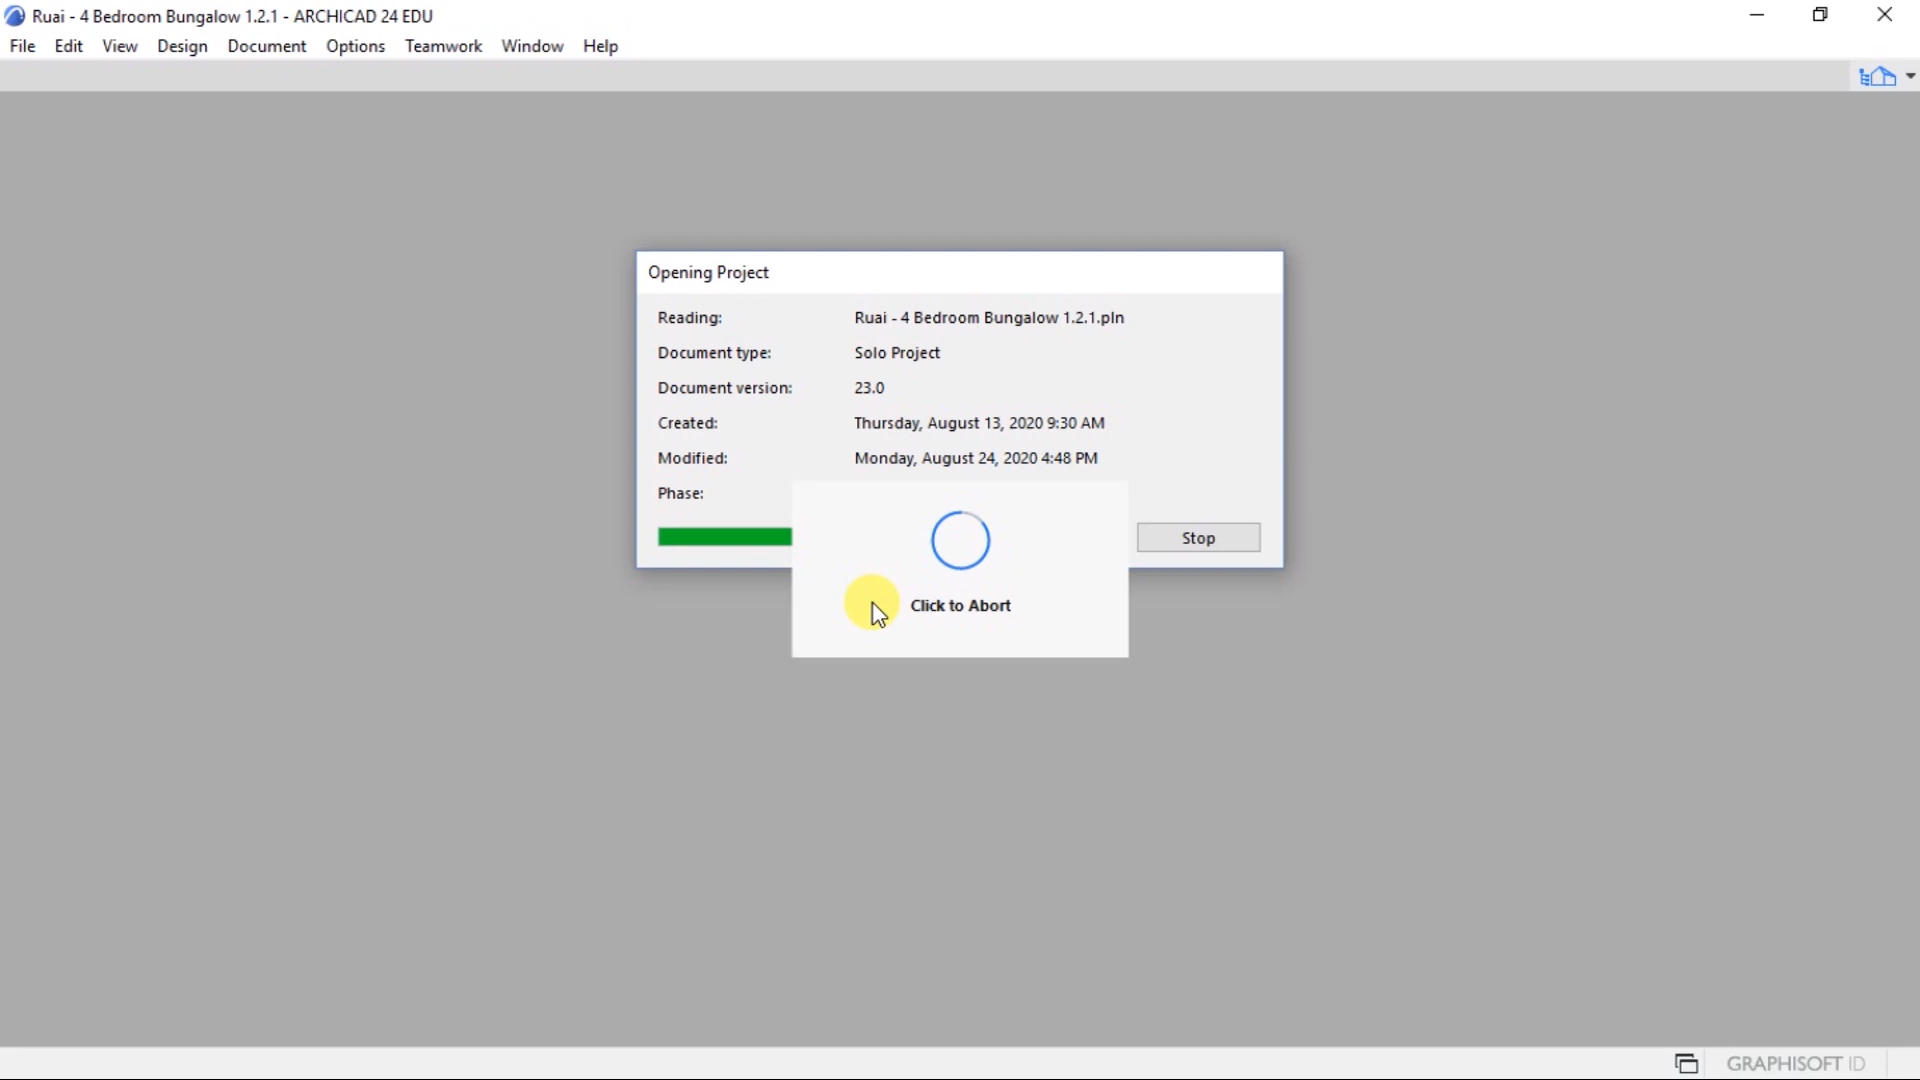 Ruai - 4 Bedroom Bungalow 1.2.1 - ARCHICAD 24 EDU
File Edit View Design Document Options Teamwork Window Help
Opening Project
Reading: Ruai - 4 Bedroom Bungalow 1.2.1.pln
Document type: Solo Project
Document version: 23.0
Created: Thursday, August 13, 2020 9:30 AM
Modified: Monday, August 24, 2020 4:48 PM
Phase:
Stop
Click to Abort
GRAPHISOFT ID